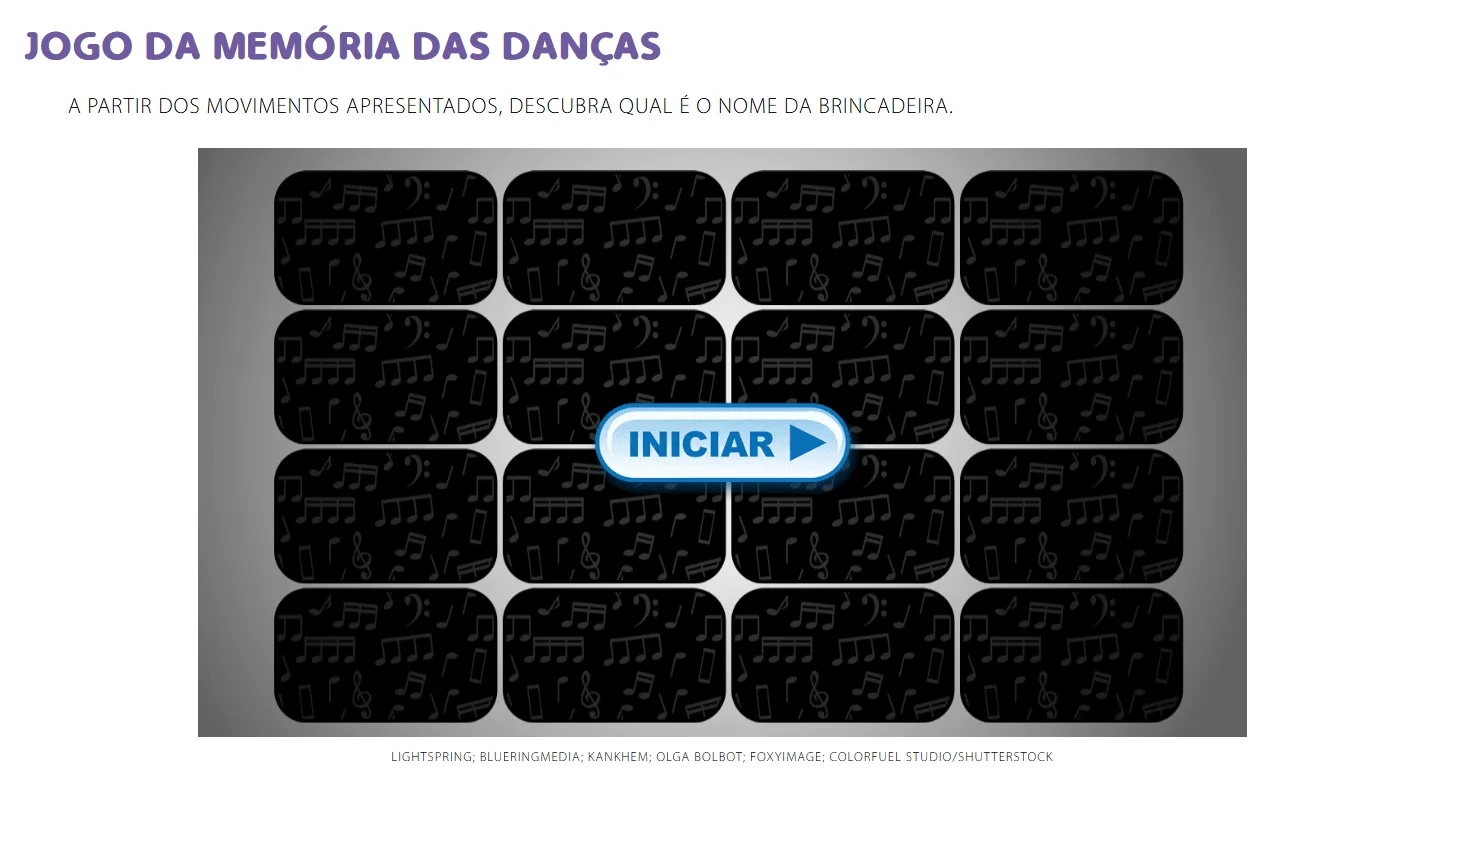 JOGO DA MEMÓRIA DAS DANÇAS
A PARTIR DOS MOVIMENTOS APRESENTADOS, DESCUBRA QUAL É O NOME DA BRINCADEIRA.
INICIAR
LIGHTSPRING; BLUERINGMEDIA; KANKHEM; OLGA BOLBOT; FOXYIMAGE; COLORFUEL STUDIO/SHUTTERSTOCK